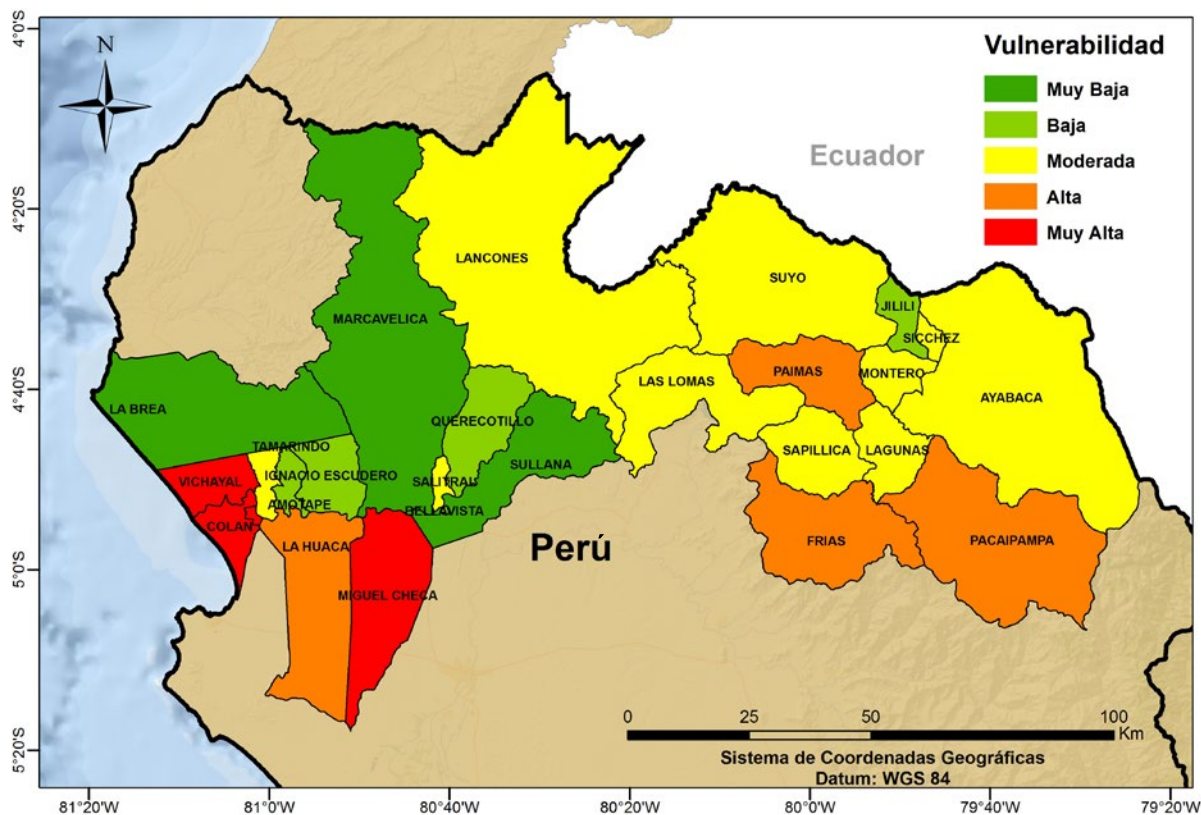 4°0'S
N
Vulnerabilidad
Muy Baja
Baja
Moderada
Alta
Muy Alta
Ecuador
4°20'S
LANCONES
SUYO
JILILI
MARCAVELICA
SICCHEZ
LAS LOMAS
PAIMAS
MONTERO
4°40'S
AYABACA
LA BREA
QUERECOTILLO
TAMARINDO
SAPILLICA
LAGUNAS
SULLANA
IGNACIO ESCUDERO
VICHAYAL
SALITRAL
AMOTAPE
BELLAVISTA
COLAN
LA HUACA
Perú
FRIAS
PACAIPAMPA
5°0'S
MIGUEL CHECA
0 25 50 100
Km
5°20'S
Sistema de Coordenadas Geográficas
Datum: WGS 84
81°20'W 81°0'W 80°40'W 80°20'W 80°0'W 79°40'W 79°20'W